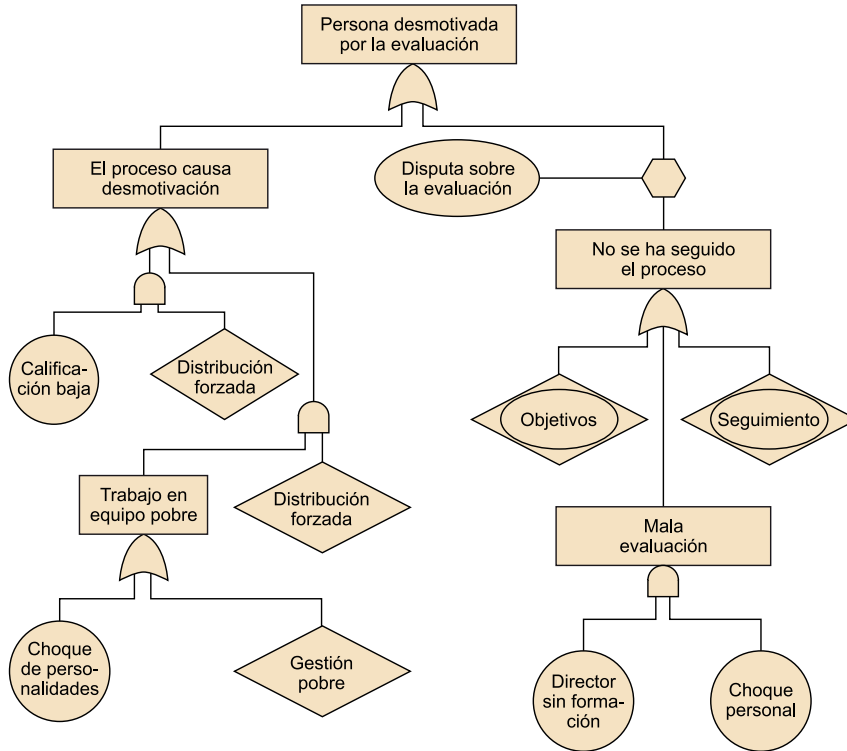 Persona desmotivada
por la evaluación
El proceso causa
desmotivación
Disputa sobre
la evaluación
No se ha seguido
el proceso
Califica-
ción baja
Distribución
forzada
Objetivos
Seguimiento
Trabajo en
equipo pobre
Distribución
forzada
Mala
evaluación
Choque
de perso-
nalidades
Gestión
pobre
Director
sin forma-
ción
Choque
personal